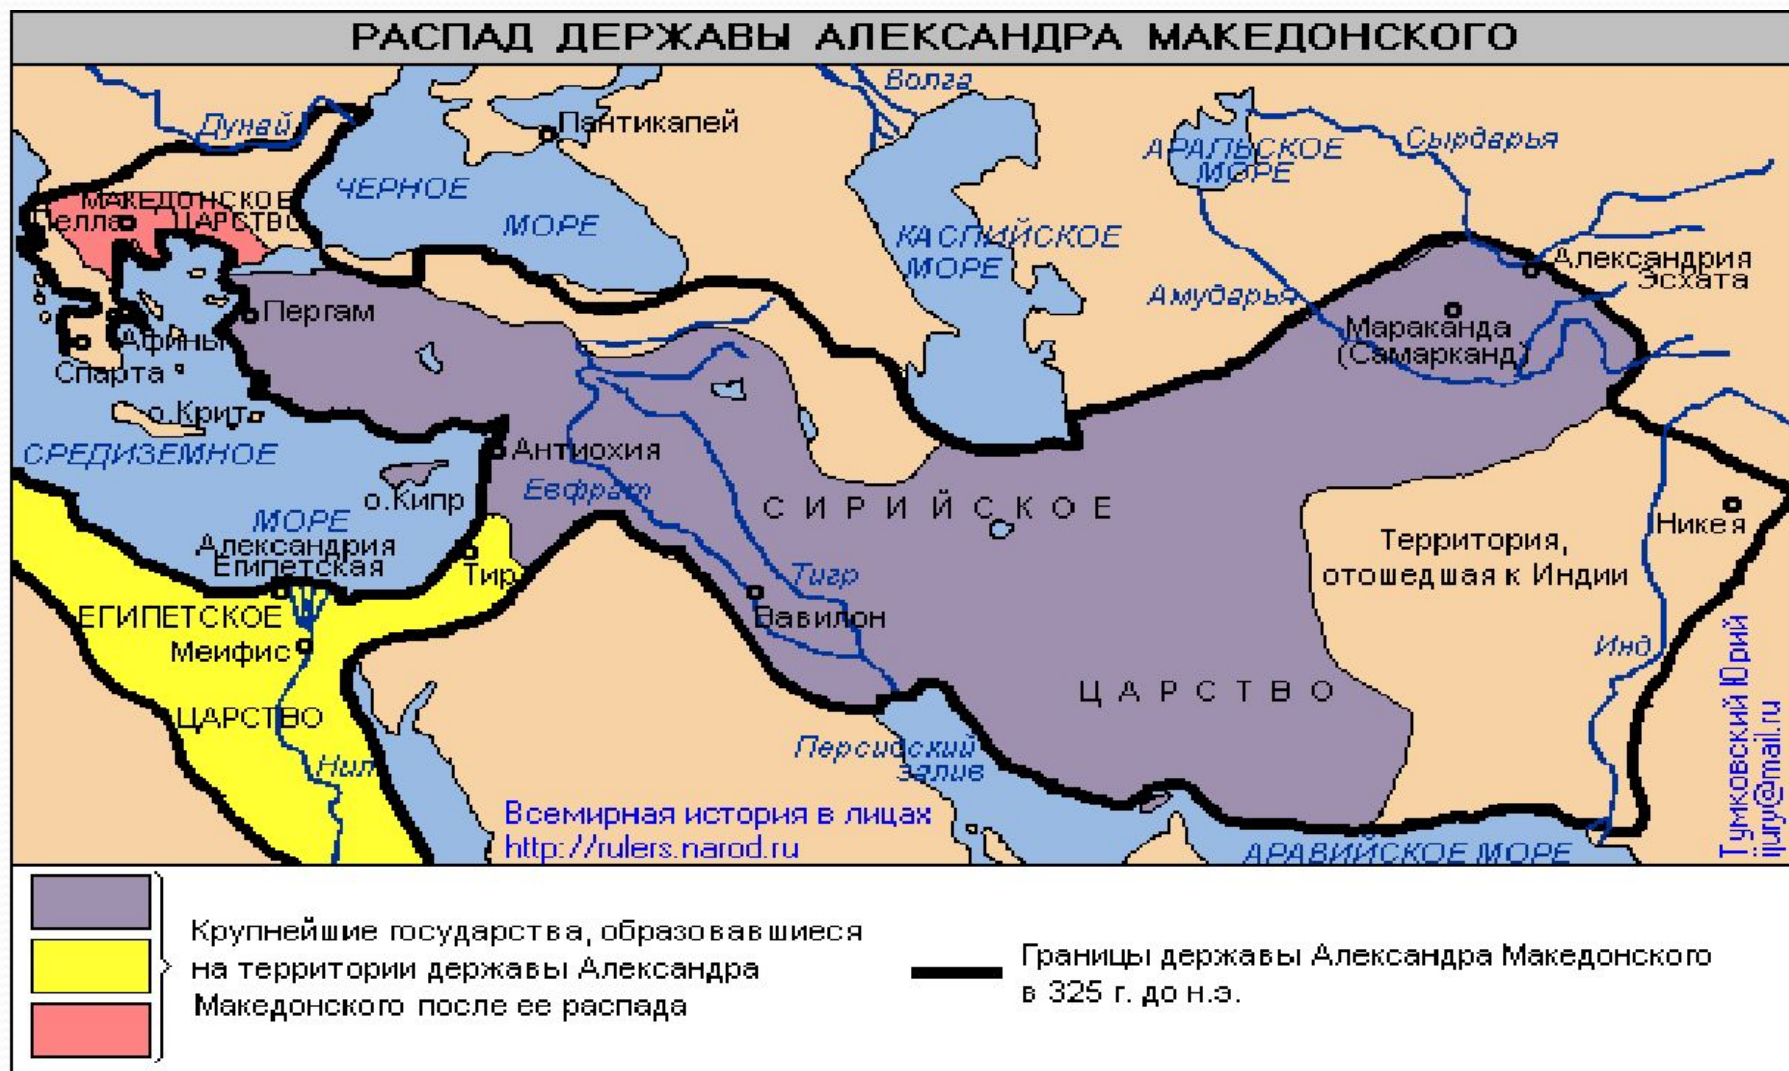 РАСПАД ДЕРЖАВЫ АЛЕКСАНДРА МАКЕДОНСКОГО
Волга
Дунай
Пантикапей
АРАЛЬСКОЕ
МОРЕ
Сырдарья
ЧЕРНОЕ
МОРЕ
МАКЕДОНСКОЕ
Пелла
ЦАРСТВО
КАСПИЙСКОЕ
МОРЕ
Александрия
Эсхата
Амударья
Пергам
Мараканда
(Самарканд)
Афины
Спарта
о.Крит
СРЕДИЗЕМНОЕ
МОРЕ
Антиохия
Евфрат
о.Кипр
СИРИЙСКОЕ
ЦАРСТВО
Никея
Территория,
отошедшая к Индии
Александрия
Египетская
Тир
Тигр
Вавилон
ЕГИПЕТСКОЕ
Меифис
ЦАРСТВО
Нил
Инд
Персидский
залив
АРАВИЙСКОЕ МОРЕ
Всемирная история в лицах
http://rulers.narod.ru
Тумковский Юрий
ijury@mail.ru
Крупнейшие государства, образовавшиеся
на территории державы Александра
Македонского после ее распада
Границы державы Александра Македонского
в 325 г. до н.э.